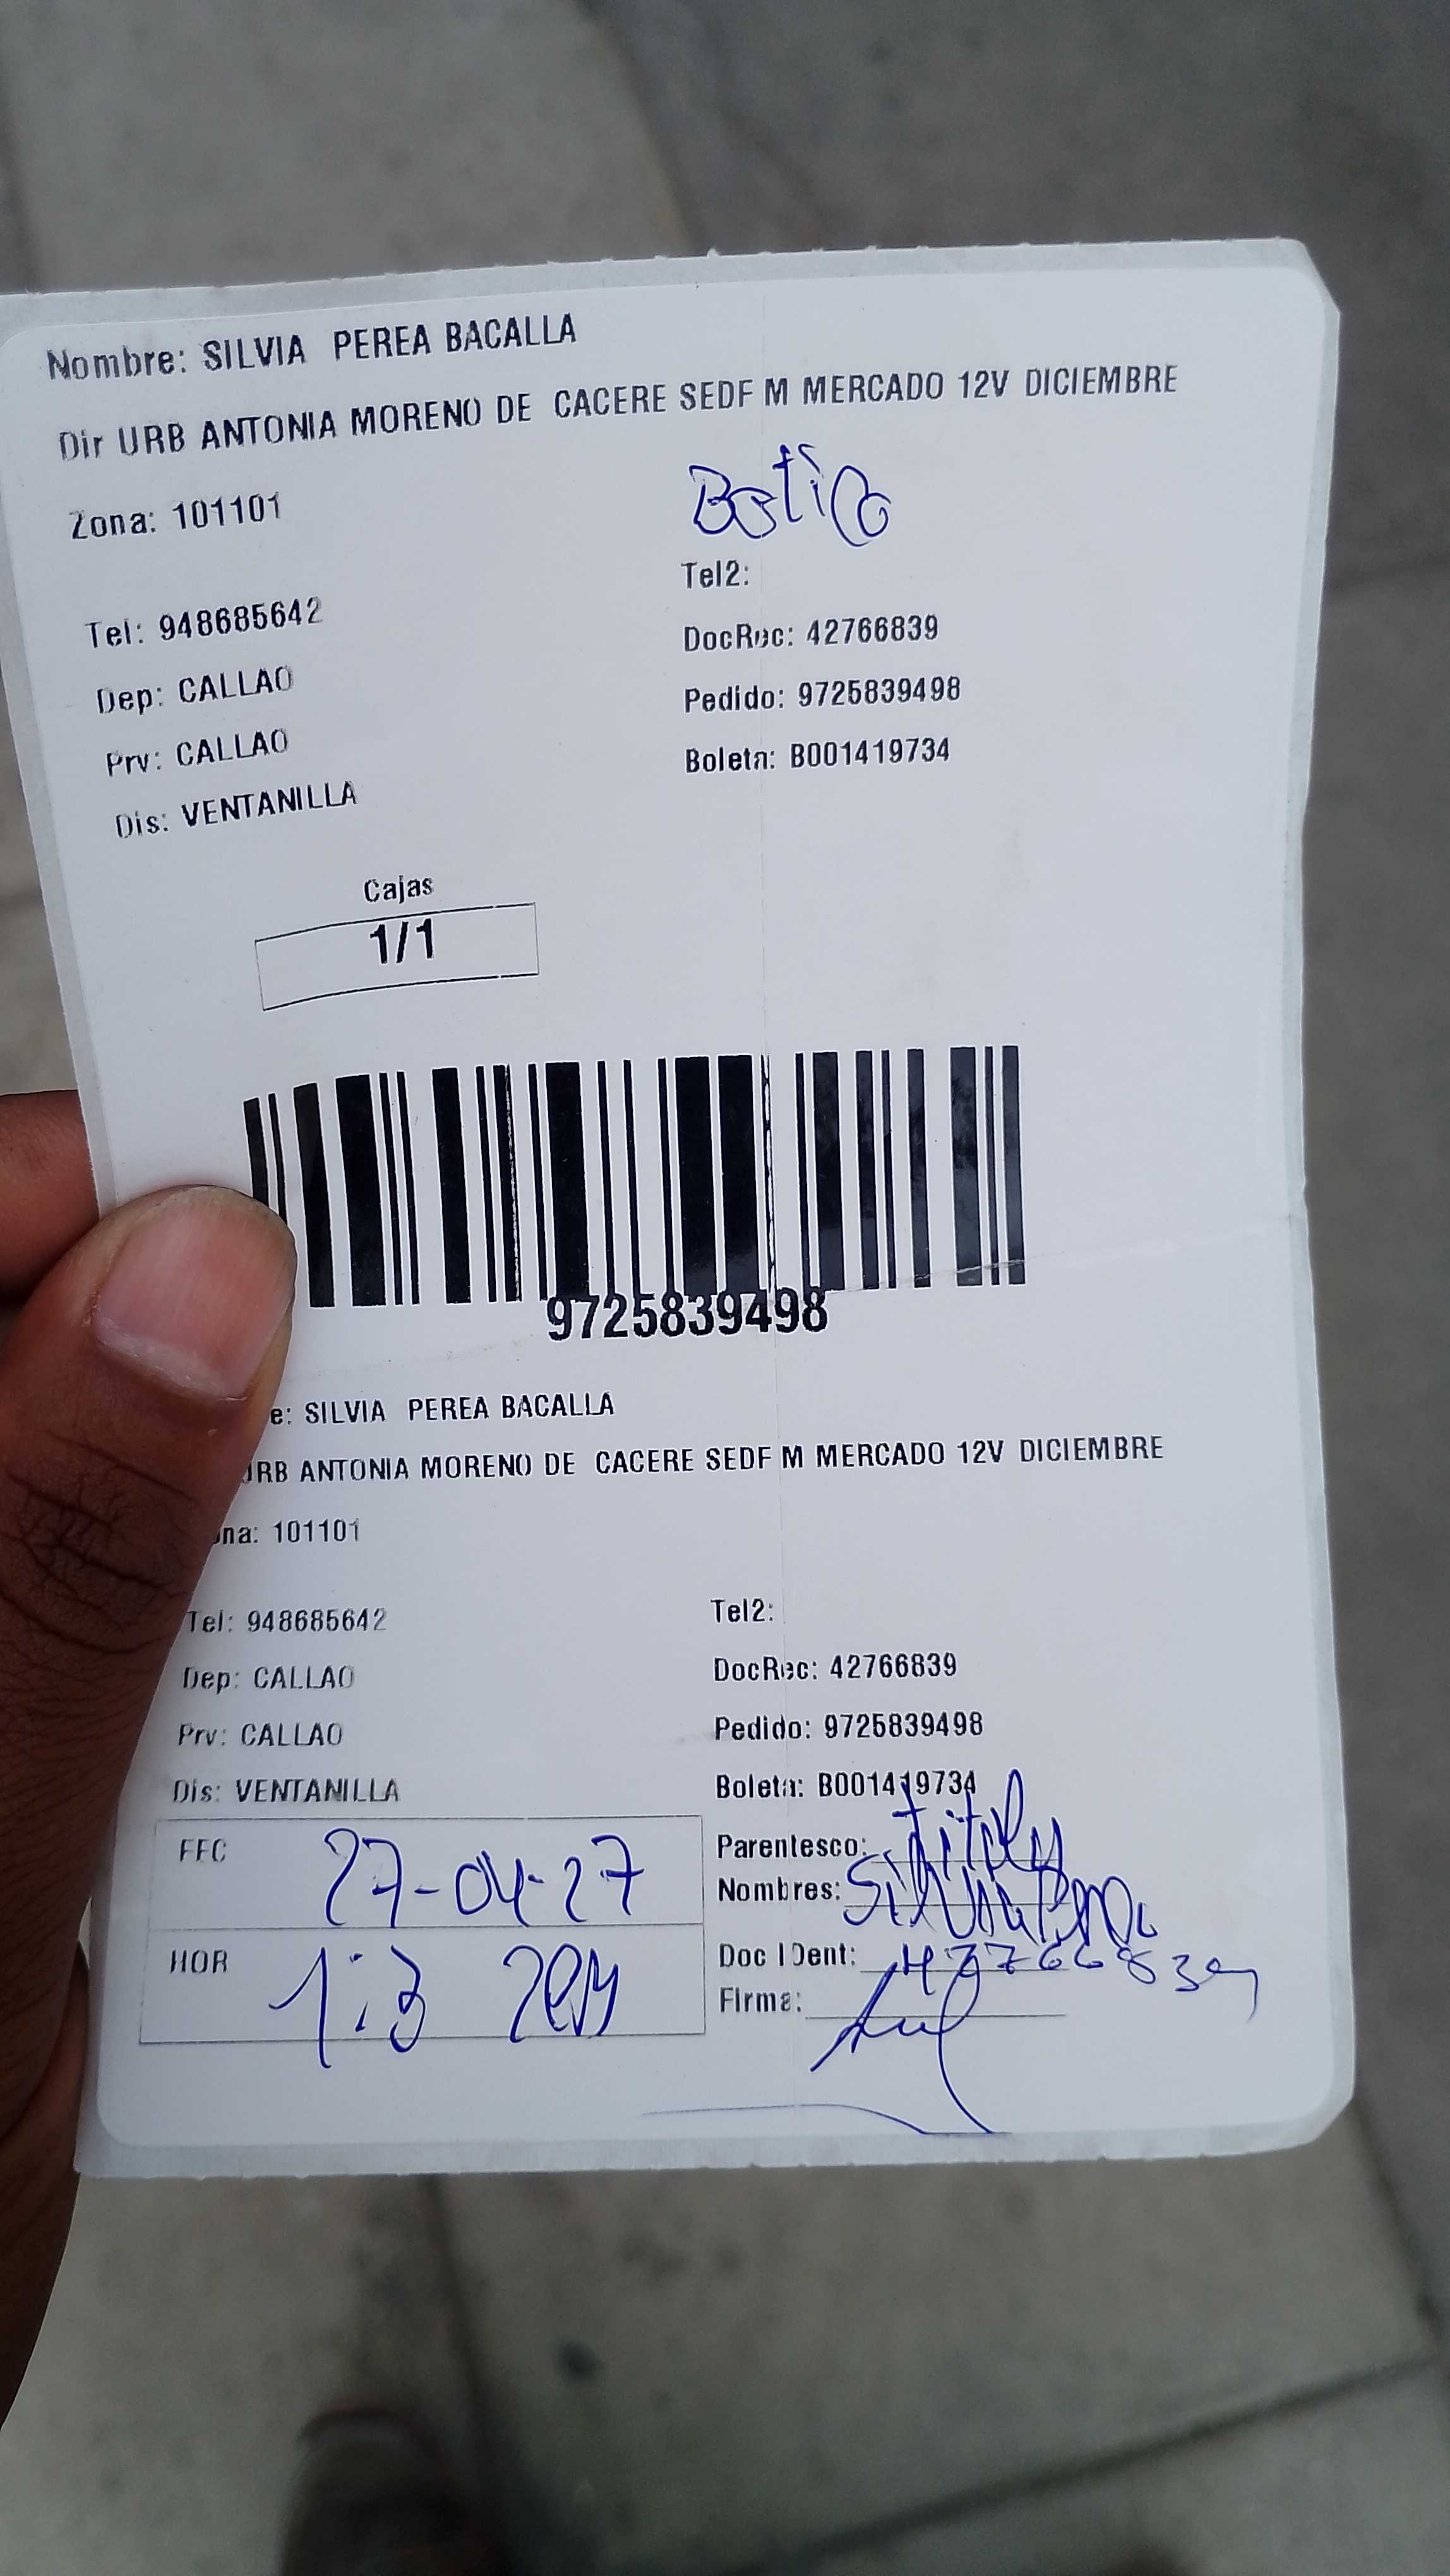 Nombre: SILVIA PEREA BACALLA
Dir URB ANTONIA MORENO DE CACERE SEDF M MERCADO 12V DICIEMBRE
Zona: 101101
Tel2:
Tel: 948685642
DocRec: 42766839
Dep: CALLAO
Pedido: 9725839498
Prv: CALLAO
Boleta: B001419734
Dis: VENTANILLA
Cajas
1/1
9725839498
e: SILVIA PEREA BACALLA
URB ANTONIA MORENO DE CACERE SEDF M MERCADO 12V DICIEMBRE
ona: 101101
Tel: 948685642
Tel2:
Dep: CALLAO
DocRec: 42766839
Prv: CALLAO
Pedido: 9725839498
Dis: VENTANILLA
Boleta: B001419734
FEC 27-04-27
Parentesco:
Nombres: Silvia
HOR
Doc IDent:
Firma: